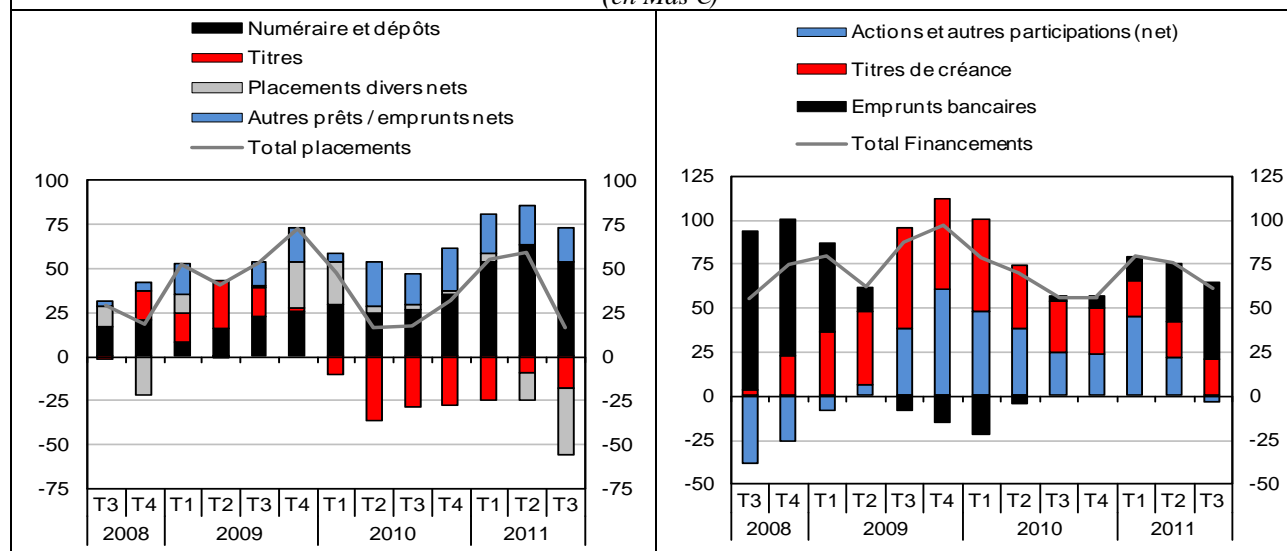 (en Mds €)
Numéraire et dépôts
Titres
Placements divers nets
Autres prêts / emprunts nets
Total placements
100 100
75 75
50 50
25 25
0 0
-25 -25
-50 -50
-75 -75
T3 T4 T1 T2 T3 T4 T1 T2 T3 T4 T1 T2 T3
2008 2009 2010 2011
Actions et autres participations (net)
Titres de créance
Emprunts bancaires
Total Financements
125 125
100 100
75 75
50 50
25 25
0 0
-25 -25
-50 -50
T3 T4 T1 T2 T3 T4 T1 T2 T3 T4 T1 T2 T3
2008 2009 2010 2011